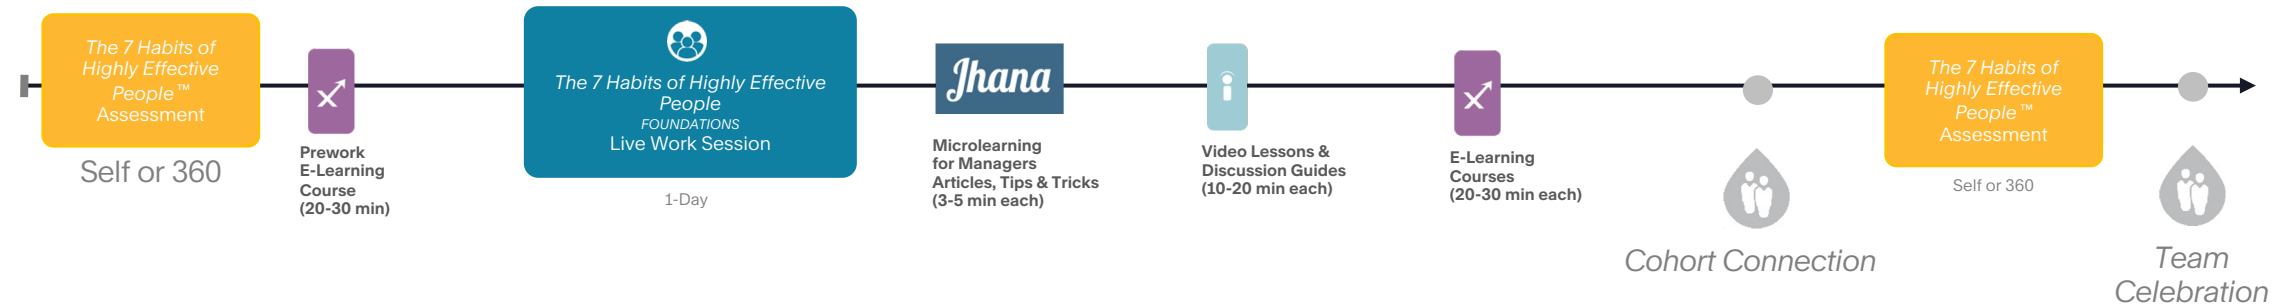 The 7 Habits of
Highly Effective
People™
Assessment
Self or 360
Prework
E-Learning
Course
(20-30 min)
The 7 Habits of Highly Effective
People
FOUNDATIONS
Live Work Session
1-Day
Jhana
Microlearning
for Managers
Articles, Tips & Tricks
(3-5 min each)
Video Lessons &
Discussion Guides
(10-20 min each)
E-Learning
Courses
(20-30 min each)
Cohort Connection
The 7 Habits of
Highly Effective
People™
Assessment
Self or 360
Team
Celebration